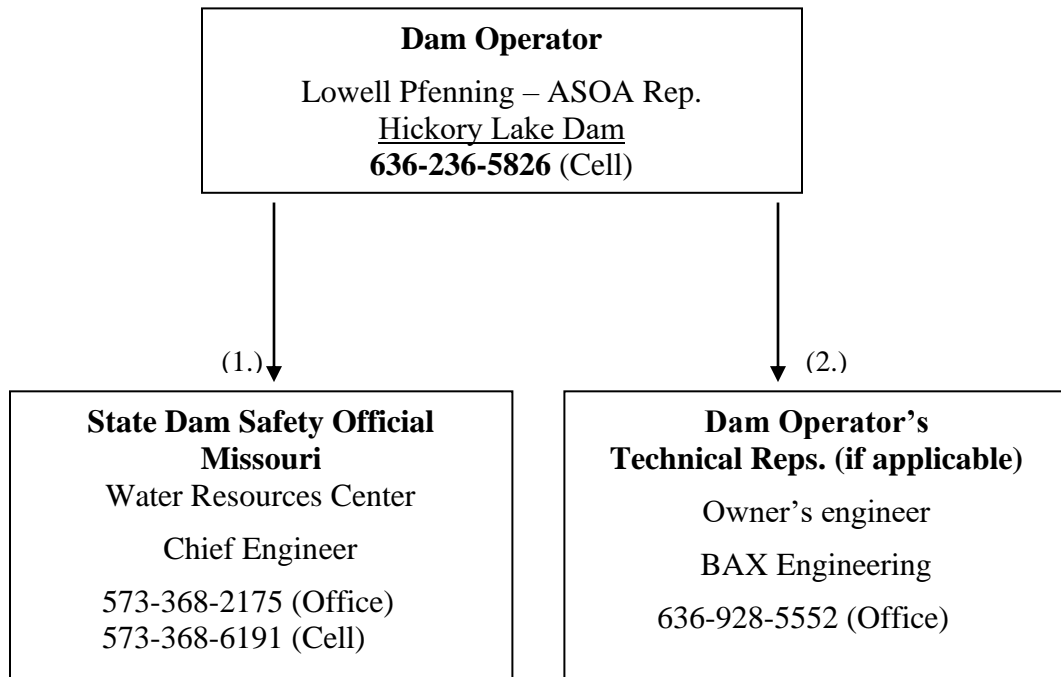 Dam Operator
Lowell Pfenning – ASOA Rep.
Hickory Lake Dam
636-236-5826 (Cell)
(1.)
(2.)
State Dam Safety Official
Missouri
Water Resources Center
Chief Engineer
573-368-2175 (Office)
573-368-6191 (Cell)
Dam Operator’s
Technical Reps. (if applicable)
Owner’s engineer
BAX Engineering
636-928-5552 (Office)